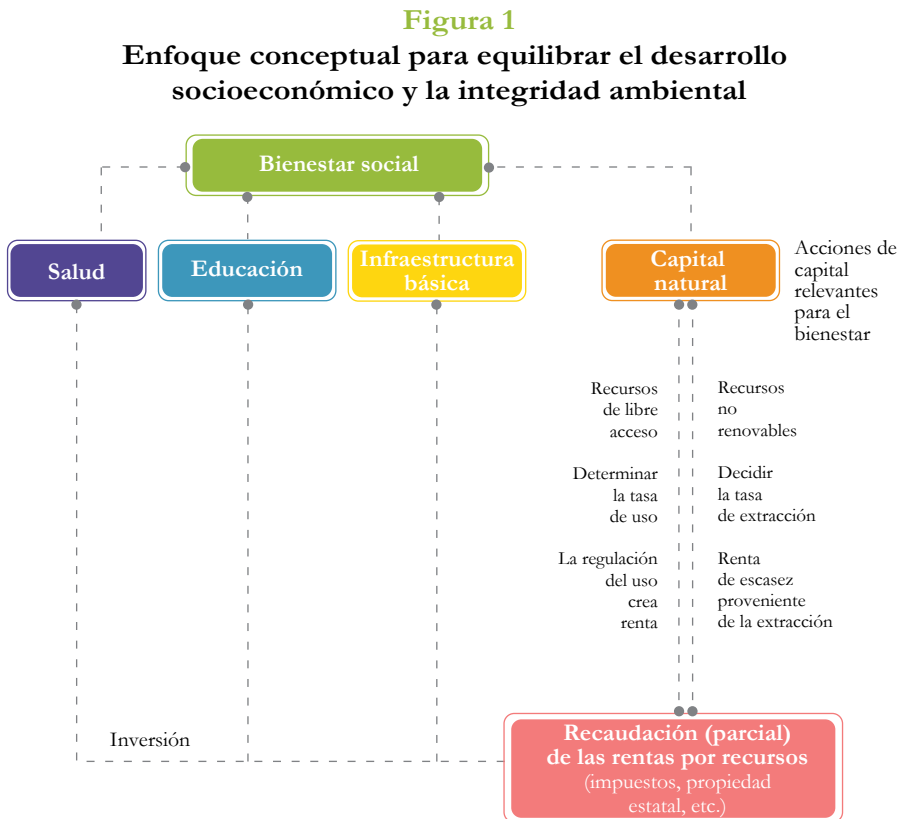 Figura 1
Enfoque conceptual para equilibrar el desarrollo
socioeconómico y la integridad ambiental
Bienestar social
Salud
Educación
Infraestructura
básica
Capital
natural
Acciones de
capital
relevantes
para el
bienestar
Recursos
de libre
acceso
Recursos
no
renovables
Determinar
la tasa
de uso
Decidir
la tasa
de extracción
La regulación
del uso
crea
renta
Renta
de escasez
proveniente
de la extracción
Inversión
Recaudación (parcial)
de las rentas por recursos
(impuestos, propiedad
estatal, etc.)